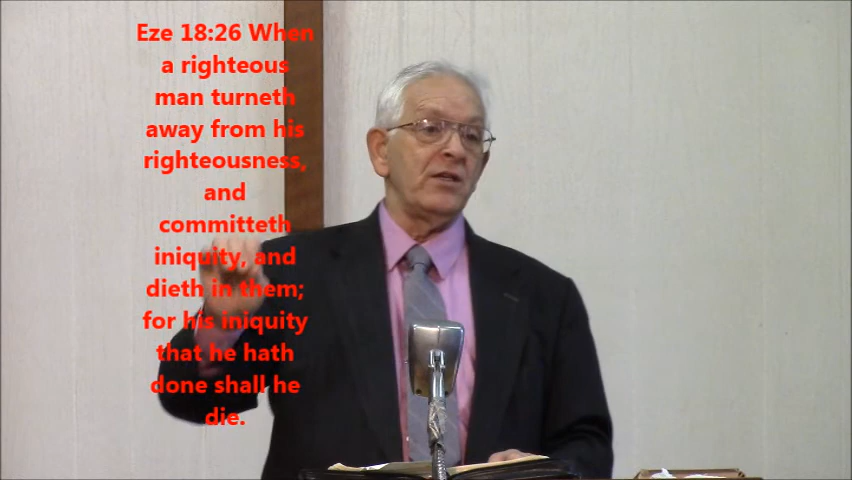 Eze 18:26 When
a righteous
man turneth
away from his
righteousness,
and
committeth
iniquity, and
dieth in them;
for his iniquity
that he hath
done shall he
die.